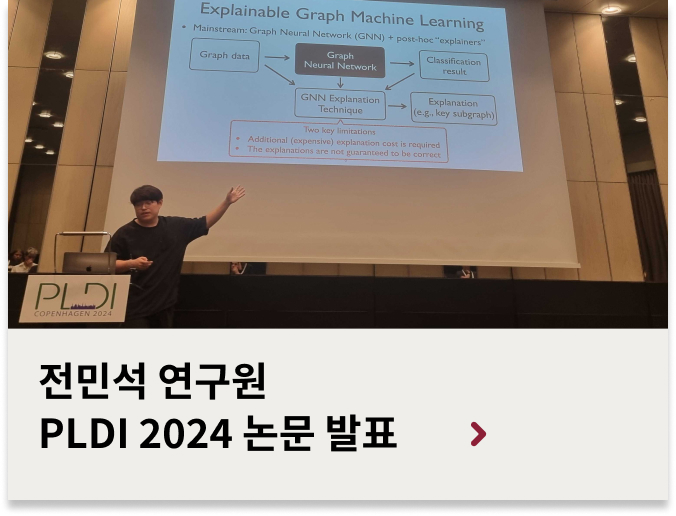 Explainable Graph Machine Learning
• Mainstream: Graph Neural Network (GNN) + post-hoc "explainers"
Graph data
Graph
Neural Network
Classification
result
GNN Explanation
Technique
Explanation
(e.g., key subgraph)
Two key limitations
• Additional (expensive) explanation cost is required
• The explanations are not guaranteed to be correct
PLDI
COPENHAGEN 2024
전민석 연구원
PLDI 2024 논문 발표